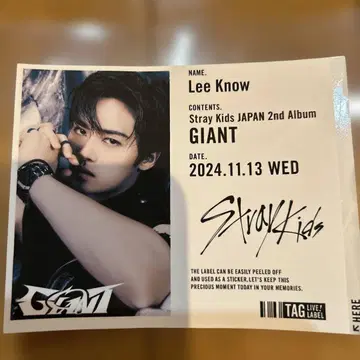 NAME.
Lee Know
CONTENTS.
Stray Kids JAPAN 2nd Album
GIANT
DATE.
2024.11.13 WED
Stray Kids
THE LABEL CAN BE EASILY PEELED OFF
AND USED AS A STICKER, LET'S KEEP THIS
PRECIOUS MOMENT TODAY IN YOUR MEMORIES.
TAG LIVE! LABEL
HERE
GIANT